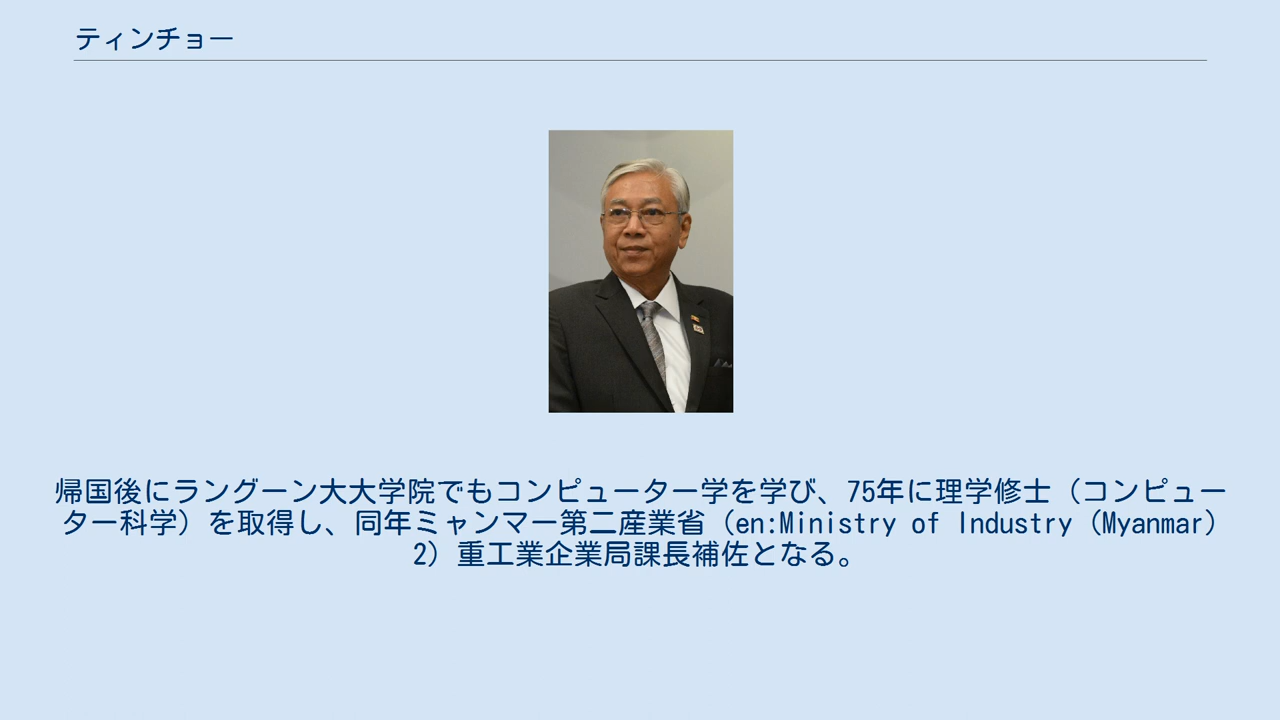 ティンチョー
帰国後にラングーン大大学院でもコンピューター学を学び、75年に理学修士（コンピュー
ター科学）を取得し、同年ミャンマー第二産業省（en:Ministry of Industry (Myanmar)
2）重工業企業局課長補佐となる。